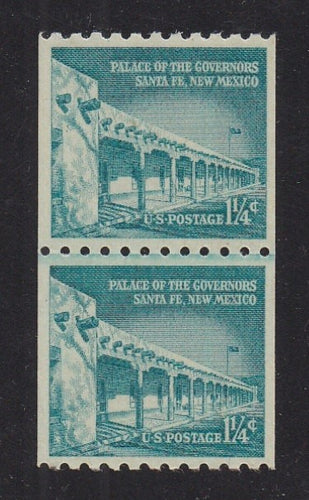 PALACE OF THE GOVERNORS
SANTA FE, NEW MEXICO
U·S·POSTAGE 1¼¢
PALACE OF THE GOVERNORS
SANTA FE, NEW MEXICO
U·S·POSTAGE 1¼¢